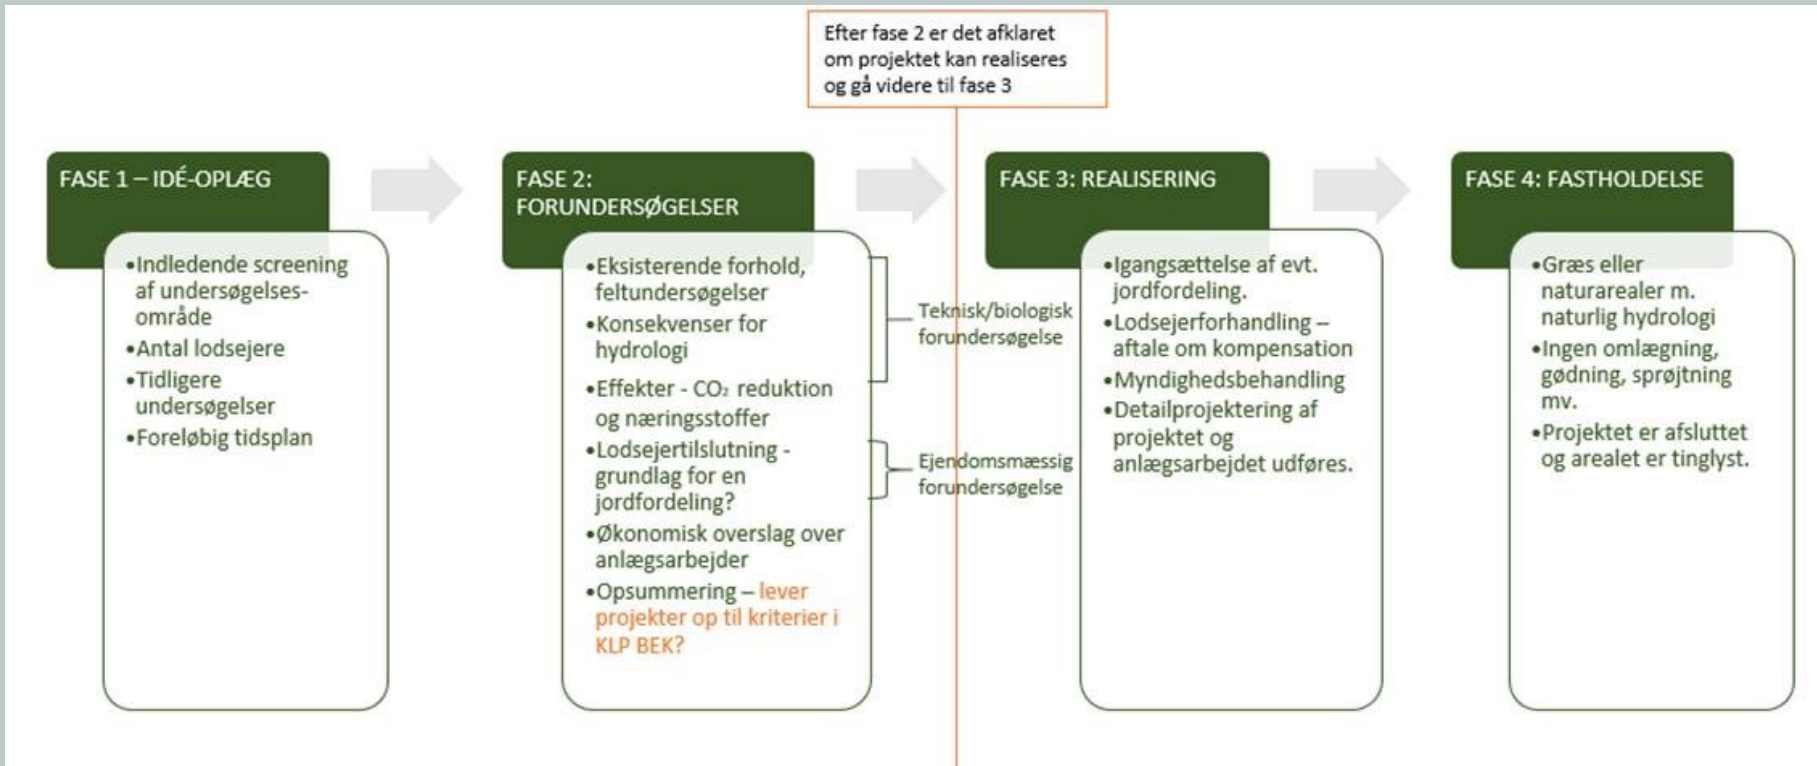 Efter fase 2 er det afklaret
om projektet kan realiseres
og gå videre til fase 3
FASE 1 – IDÉ-OPLÆG
•Indledende screening
af undersøgelses-
område
•Antal lodsejere
•Tidligere
undersøgelser
•Foreløbig tidsplan
FASE 2:
FORUNDERSØGELSER
•Eksisterende forhold,
feltundersøgelser
•Konsekvenser for
hydrologi
•Effekter - CO₂ reduktion
og næringsstoffer
•Lodsejertilslutning -
grundlag for en
jordfordeling?
•Økonomisk overslag over
anlægsarbejder
•Opsummering – lever
projekter op til kriterier i
KLP BEK?
Teknisk/biologisk
forundersøgelse
Ejendomsmæssig
forundersøgelse
FASE 3: REALISERING
•Igangsættelse af evt.
jordfordeling.
•Lodsejerforhandling –
aftale om kompensation
•Myndighedsbehandling
•Detailprojektering af
projektet og
anlægsarbejdet udføres.
FASE 4: FASTHOLDELSE
•Græs eller
naturarealer m.
naturlig hydrologi
•Ingen omlægning,
gødning, sprøjtning
mv.
•Projektet er afsluttet
og arealet er tinglyst.